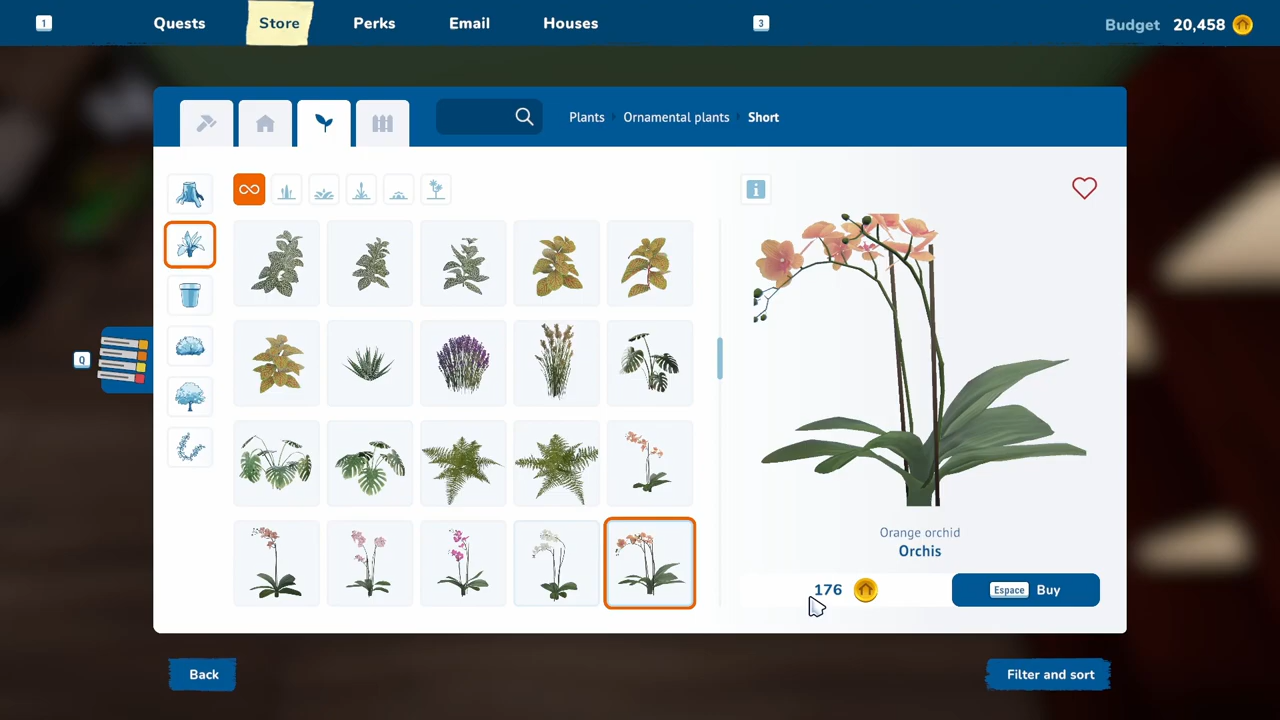 1 Quests Store Perks Email Houses 3 Budget 20,458
Plants Ornamental plants Short
Q
Orange orchid
Orchis
176 Espace Buy
Back Filter and sort